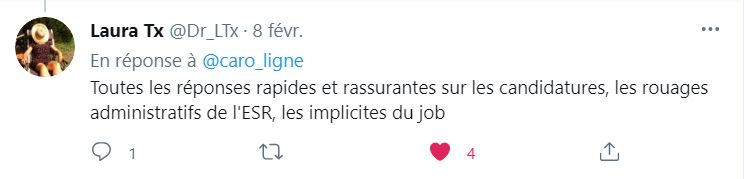 Laura Tx @Dr_LTx · 8 févr.
En réponse à @caro_ligne
Toutes les réponses rapides et rassurantes sur les candidatures, les rouages
administratifs de l'ESR, les implicites du job
1 4